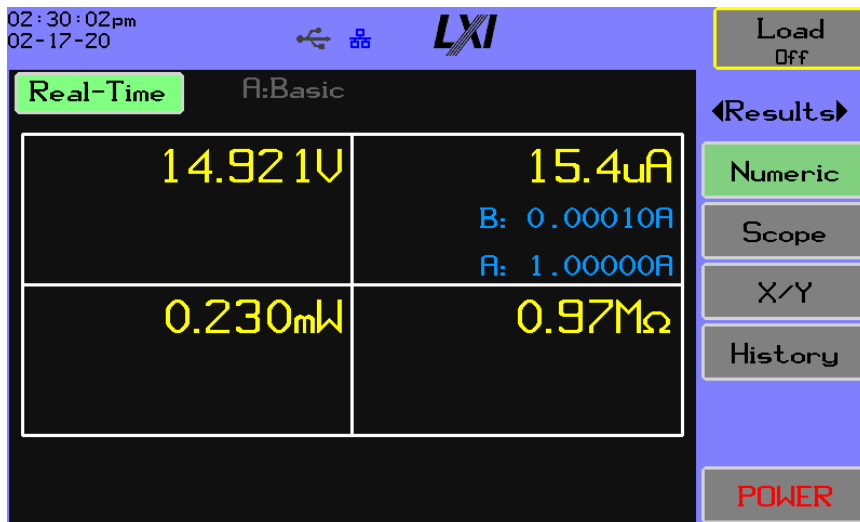 02:30:02pm
02-17-20
LXI
Load
Off
Real-Time
A:Basic
◀Results▶
14.921V
15.4uA
B: 0.00010A
A: 1.00000A
0.230mW
0.97MΩ
Numeric
Scope
X/Y
History
POWER